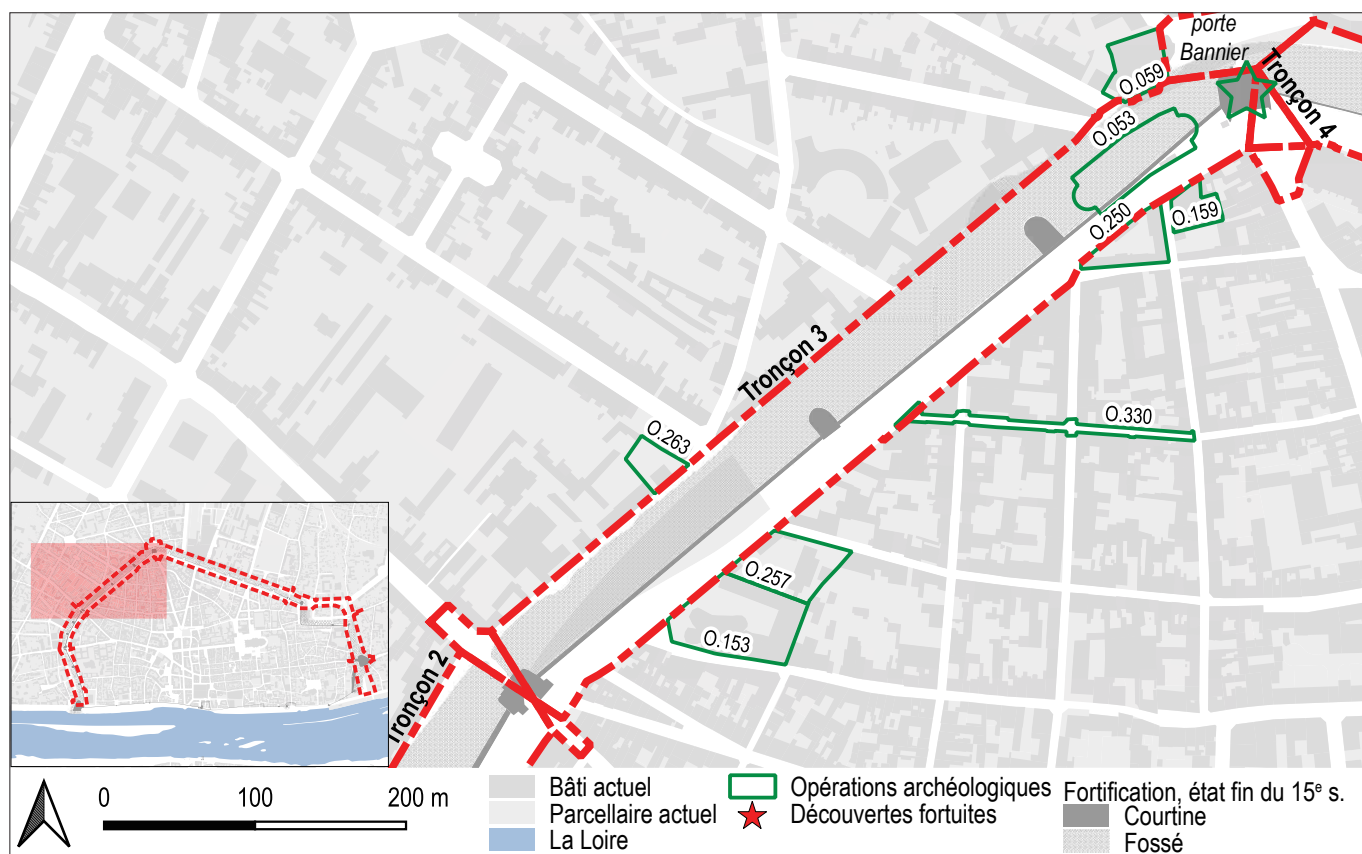 porte
Bannier
Tronçon 4
O.059
O.053
O.250
O.159
Tronçon 3
O.330
O.263
O.257
O.153
Tronçon 2
0 100 200 m
Bâti actuel
Parcellaire actuel
La Loire
Opérations archéologiques
Découvertes fortuites
Fortification, état fin du 15e s.
Courtine
Fossé